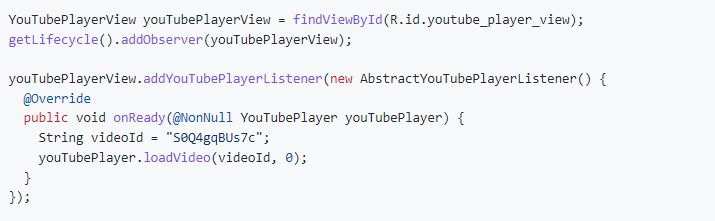 YouTubePlayerView youTubePlayerView = findViewById(R.id.youtube_player_view);
getLifecycle().addObserver(youTubePlayerView);

youTubePlayerView.addYouTubePlayerListener(new AbstractYouTubePlayerListener() {
  @Override
  public void onReady(@NonNull YouTubePlayer youTubePlayer) {
    String videoId = "S0Q4gqBUs7c";
    youTubePlayer.loadVideo(videoId, 0);
  }
});